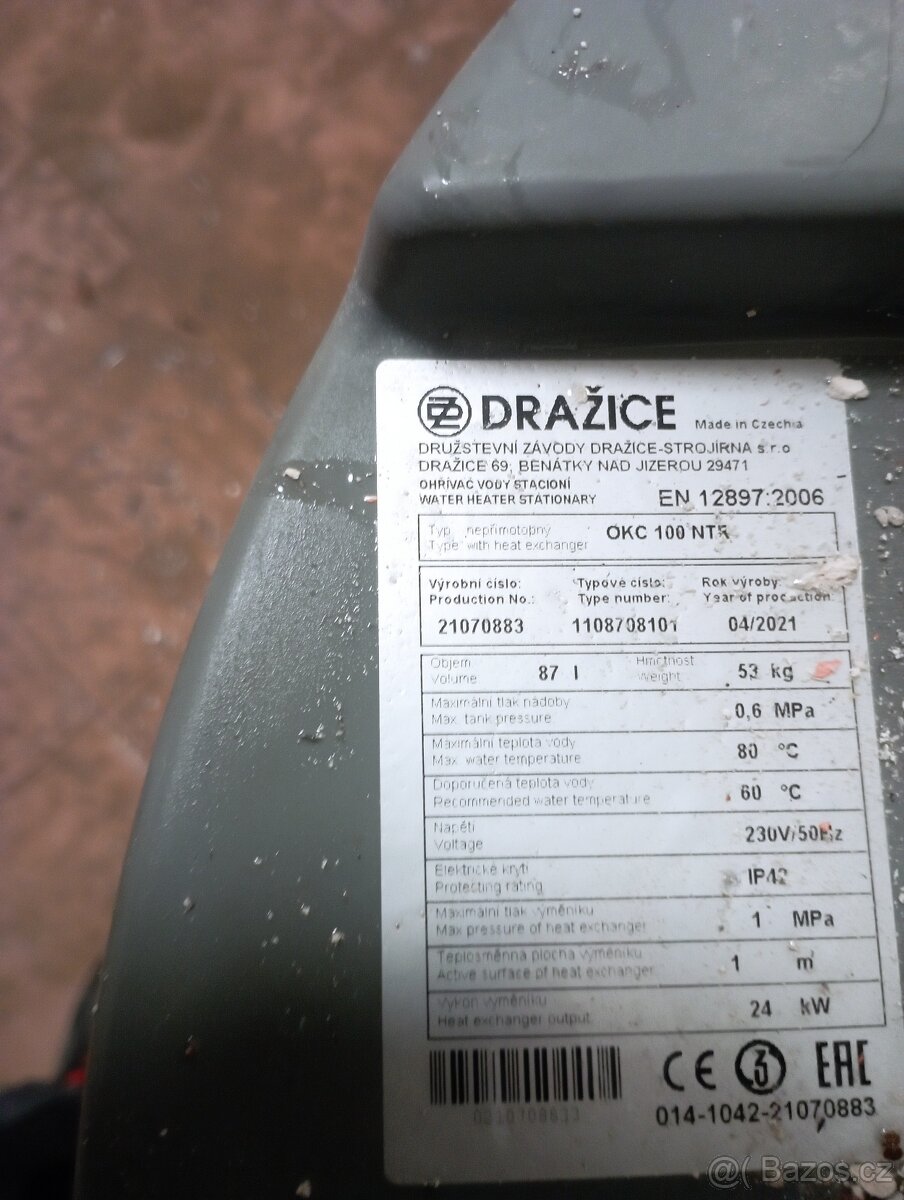 DRAŽICE Made in Czechia
DRUŽSTEVNÍ ZÁVODY DRAŽICE-STROJÍRNA s.r.o
DRAŽICE 69, BENÁTKY NAD JIZEROU 29471
OHŘÍVAČ VODY STACIONÍ
WATER HEATER STATIONARY EN 12897:2006
Typ nepřímotopný OKC 100 NTR
Type with heat exchanger
Výrobní číslo: Typové číslo: Rok výroby:
Production No.: Type number: Year of production
21070883 1108708101 04/2021
Objem 87 l Hmotnost 53 kg
Volume Weight
Maximální tlak nádoby 0,6 MPa
Max. tank pressure
Maximální teplota vody 80 °C
Max. water temperature
Doporučená teplota vody 60 °C
Recommended water temperature
Napětí 230V/50Hz
Voltage
Elektrické krytí IP42
Protecting rating
Maximální tlak výměníku 1 MPa
Max pressure of heat exchanger
Teplosměnná plocha výměníku 1 m
Active surface of heat exchanger
Výkon výměníku 24 kW
Heat exchanger output
CE EAC
014-1042-21070883
@( Bazos.cz